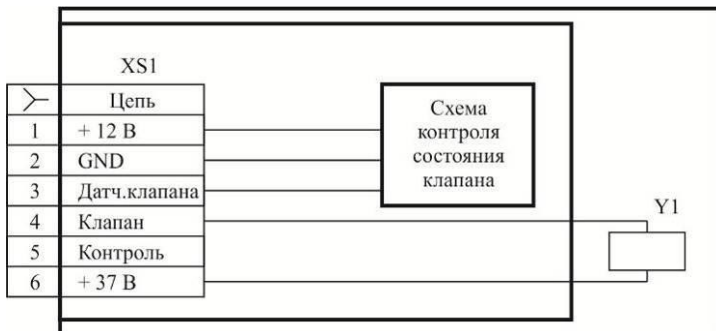 XS1
Цепь
1 + 12 В
2 GND
3 Датч.клапана
4 Клапан
5 Контроль
6 + 37 В
Схема
контроля
состояния
клапана
Y1